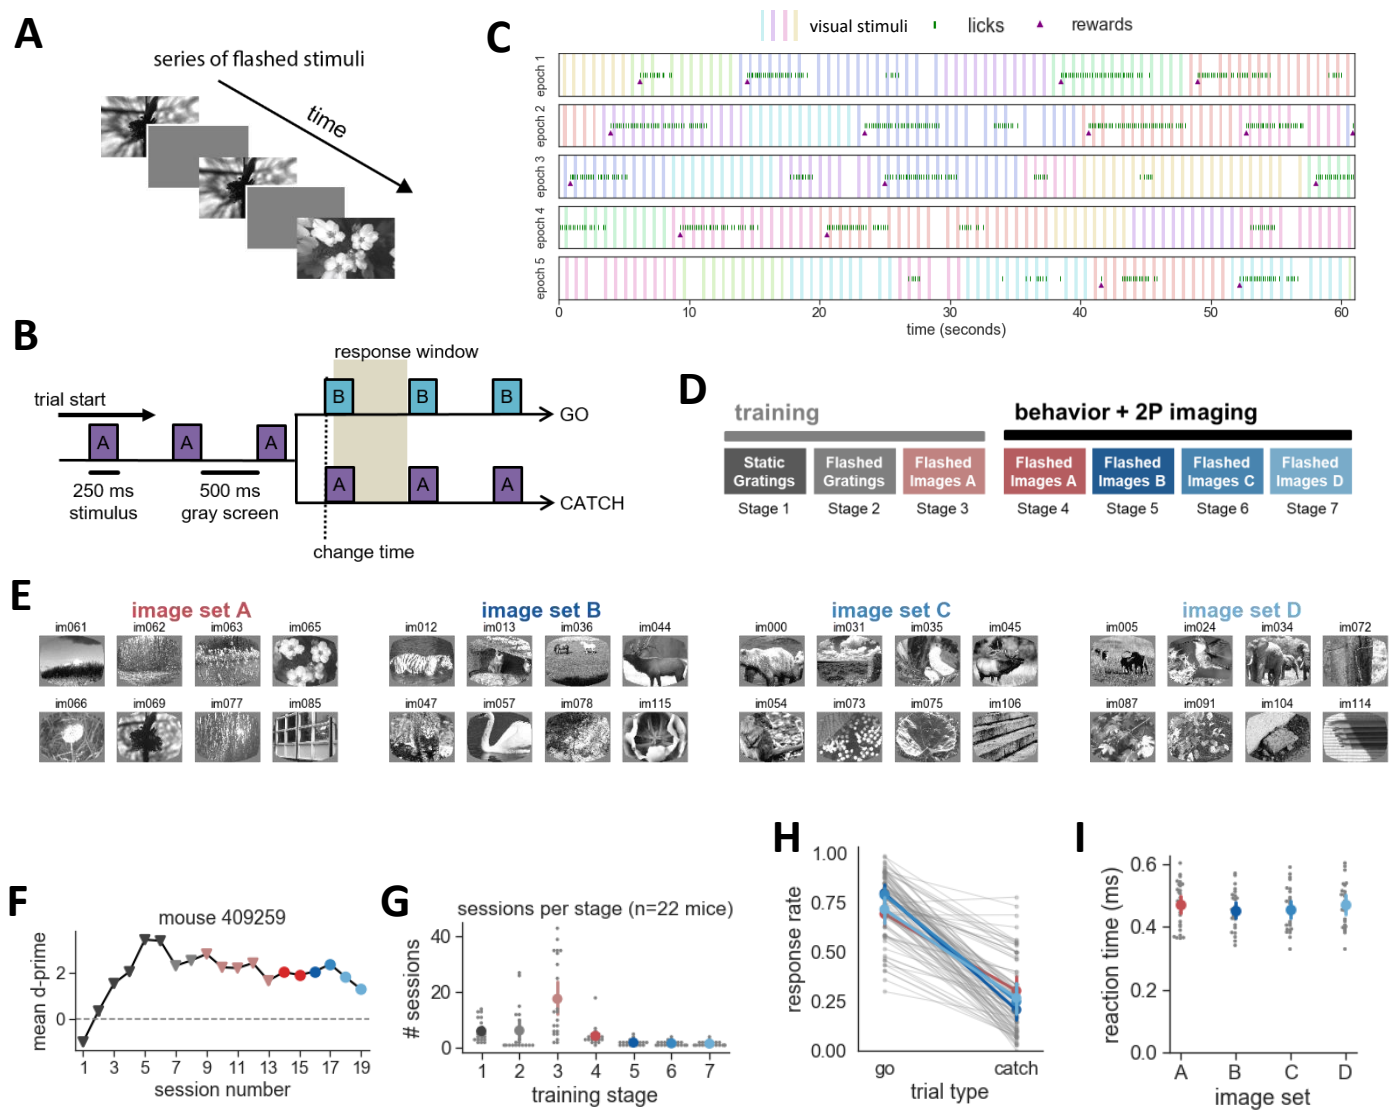 A
series of flashed stimuli
time
B
trial start
response window
A
A
A
B
B
B
GO
A
A
A
CATCH
250 ms
stimulus
500 ms
gray screen
change time
C
visual stimuli
licks
rewards
epoch 1
epoch 2
epoch 3
epoch 4
epoch 5
0 10 20 30 40 50 60
time (seconds)
D
training
behavior + 2P imaging
Static
Gratings
Flashed
Gratings
Flashed
Images A
Flashed
Images A
Flashed
Images B
Flashed
Images C
Flashed
Images D
Stage 1 Stage 2 Stage 3 Stage 4 Stage 5 Stage 6 Stage 7
E
image set A
im061 im062 im063 im065
im066 im069 im077 im085
image set B
im012 im013 im036 im044
im047 im057 im078 im115
image set C
im000 im031 im035 im045
im054 im073 im075 im106
image set D
im005 im024 im034 im072
im087 im091 im104 im114
F
mouse 409259
mean d-prime
2
0
1 3 5 7 9 11 13 15 17 19
session number
G
sessions per stage (n=22 mice)
# sessions
40
20
0
1 2 3 4 5 6 7
training stage
H
response rate
1.00
0.75
0.50
0.25
0.00
go catch
trial type
I
reaction time (ms)
0.6
0.4
0.2
0.0
A B C D
image set